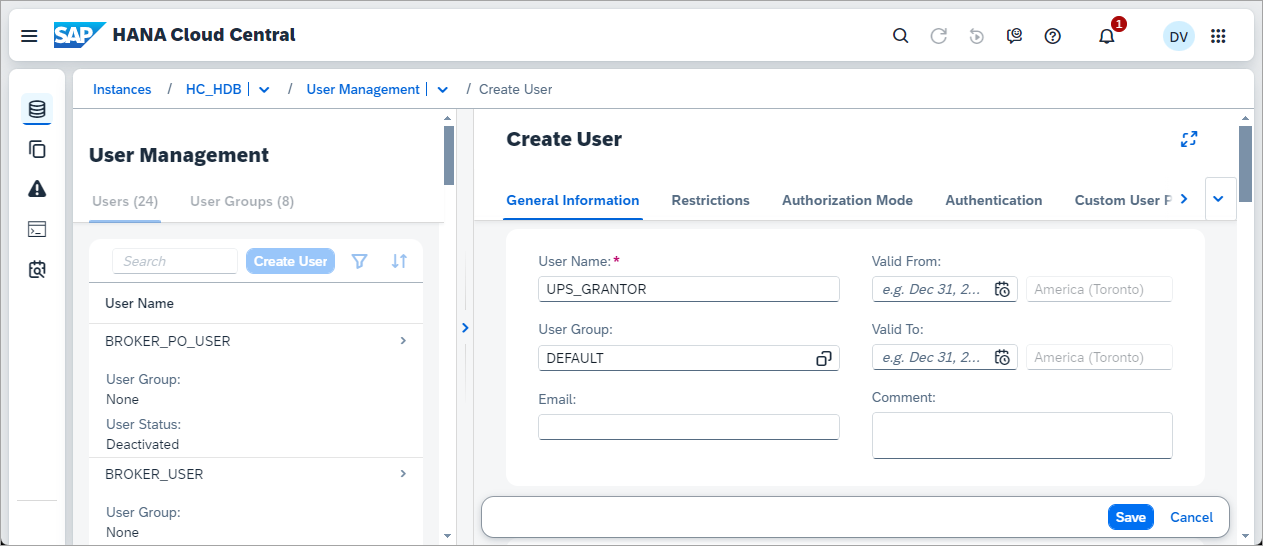 SAP HANA Cloud Central
1
DV
Instances / HC_HDB / User Management / Create User
User Management
Users (24) User Groups (8)
Search Create User
User Name
BROKER_PO_USER
User Group:
None
User Status:
Deactivated
BROKER_USER
User Group:
None
Create User
General Information Restrictions Authorization Mode Authentication Custom User P
User Name:*
UPS_GRANTOR
User Group:
DEFAULT
Email:
Valid From:
e.g. Dec 31, 2... America (Toronto)
Valid To:
e.g. Dec 31, 2... America (Toronto)
Comment:
Save Cancel